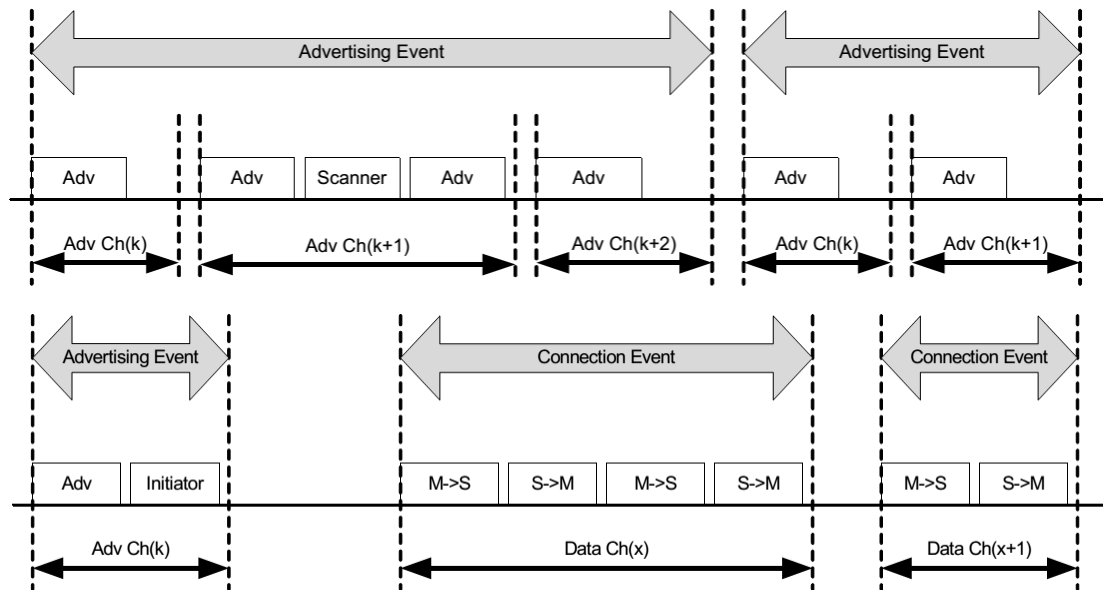 Advertising Event
Advertising Event
Adv
Adv
Scanner
Adv
Adv
Adv
Adv
Adv Ch(k)
Adv Ch(k+1)
Adv Ch(k+2)
Adv Ch(k)
Adv Ch(k+1)
Advertising Event
Connection Event
Connection Event
Adv
Initiator
M->S
S->M
M->S
S->M
M->S
S->M
Adv Ch(k)
Data Ch(x)
Data Ch(x+1)